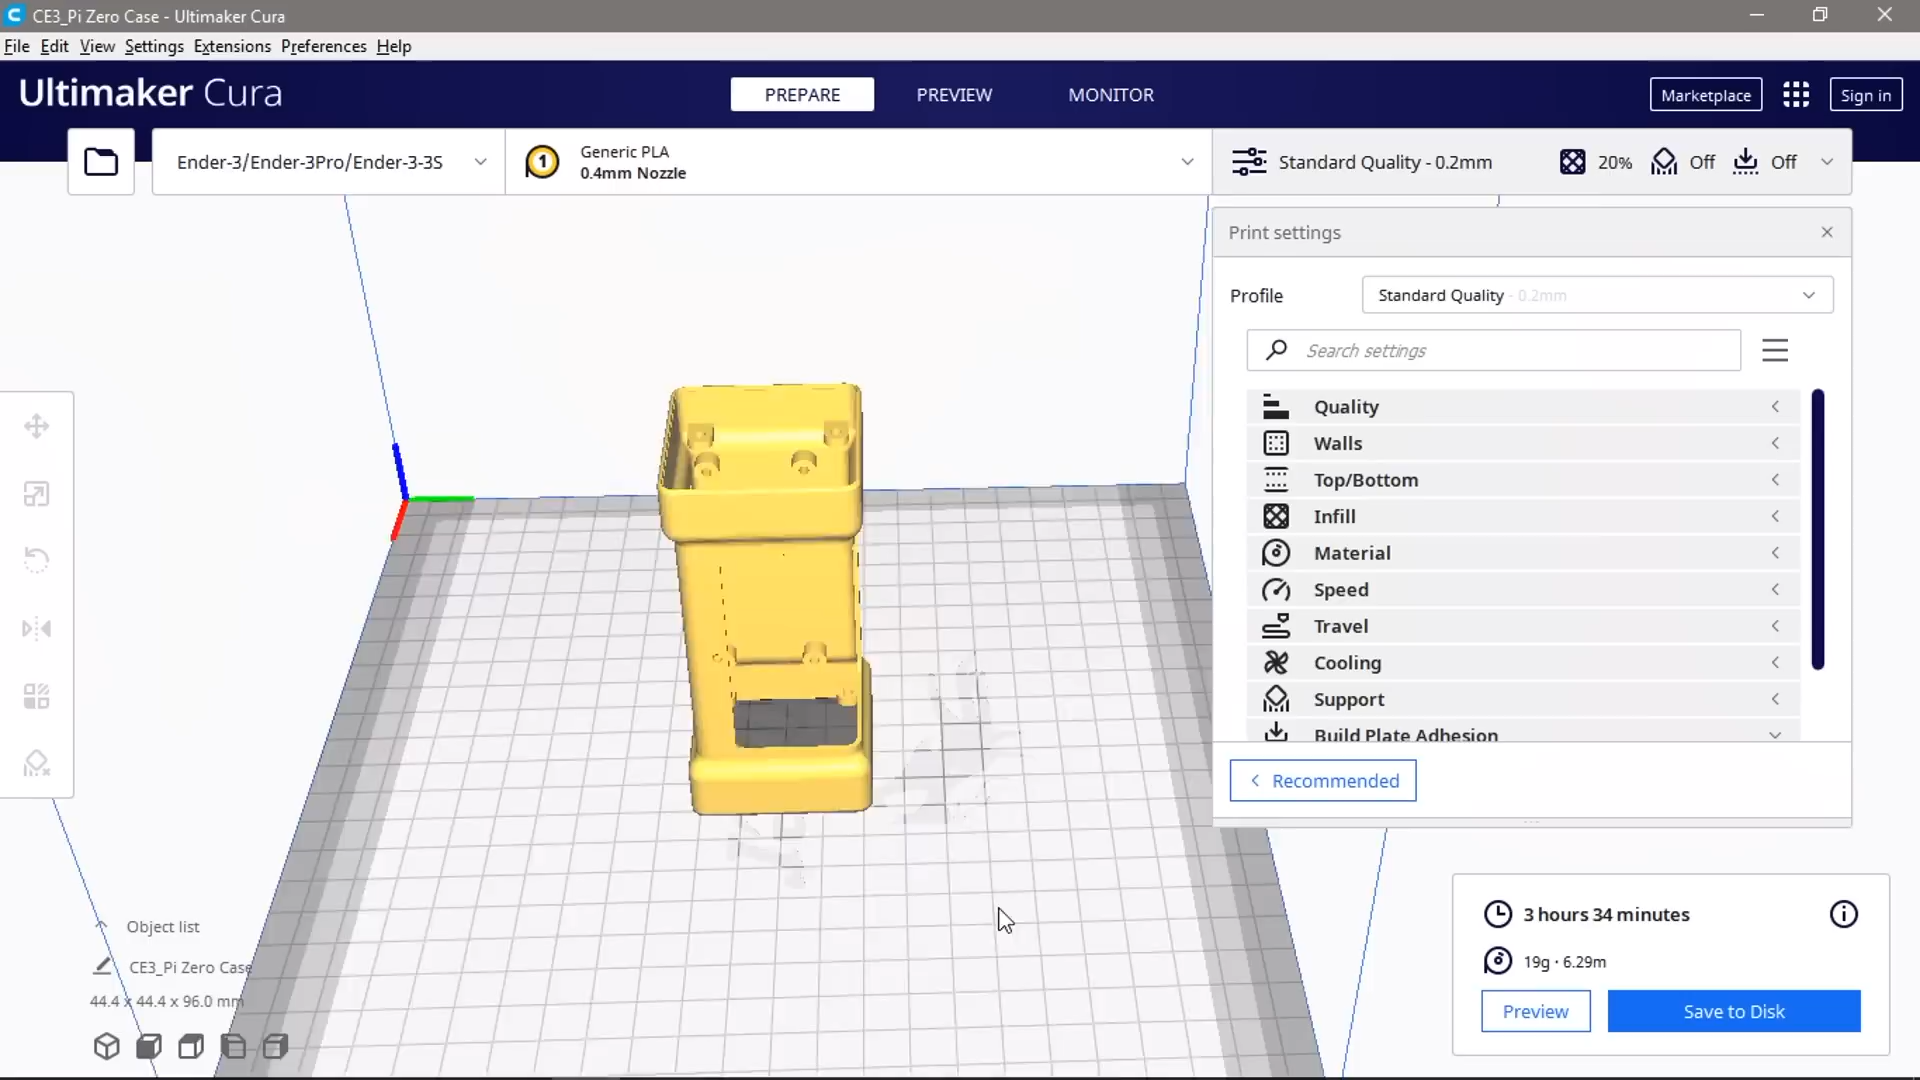 CE3_Pi Zero Case - Ultimaker Cura
File Edit View Settings Extensions Preferences Help
Ultimaker Cura
PREPARE
PREVIEW
MONITOR
Marketplace
Sign in
Ender-3/Ender-3Pro/Ender-3-3S
1
Generic PLA
0.4mm Nozzle
Standard Quality - 0.2mm
20%
Off
Off
Print settings
Profile
Standard Quality - 0.2mm
Search settings
Quality
Walls
Top/Bottom
Infill
Material
Speed
Travel
Cooling
Support
Build Plate Adhesion
Recommended
Object list
CE3_Pi Zero Case
44.4 x 44.4 x 96.0 mm
3 hours 34 minutes
19g · 6.29m
Preview
Save to Disk